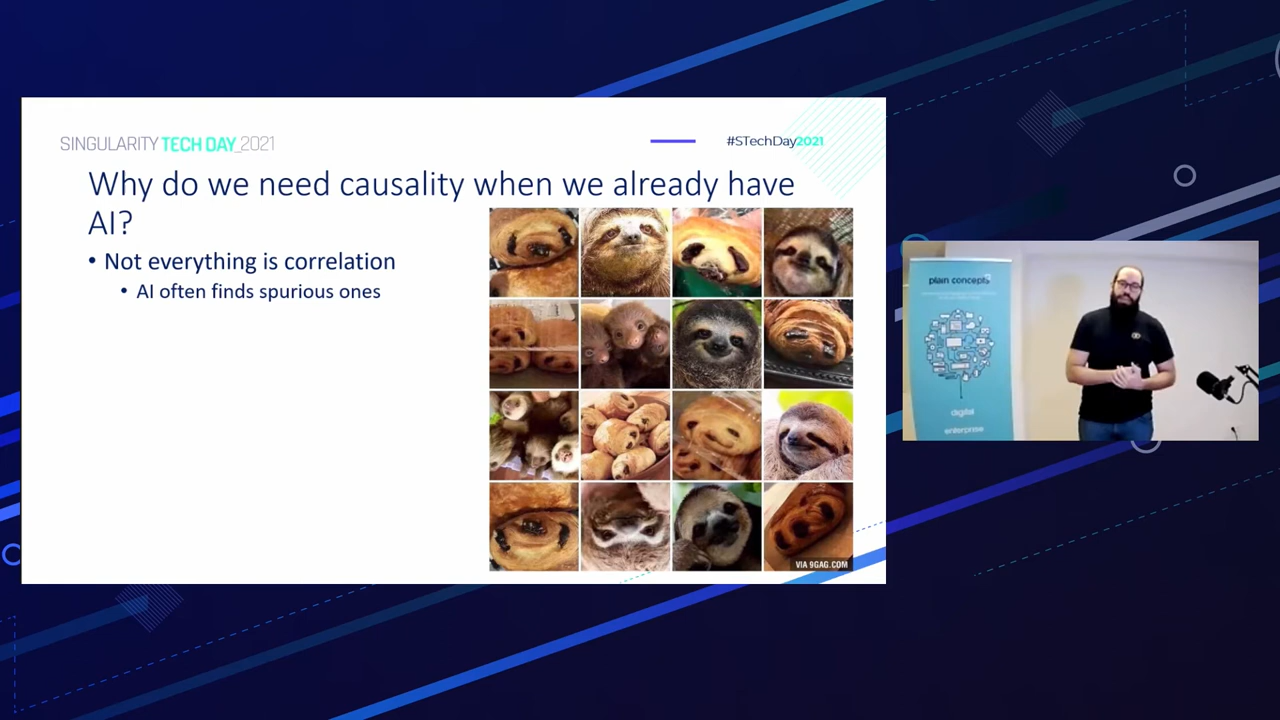 SINGULARITY TECH DAY_2021
#STechDay2021
Why do we need causality when we already have
AI?
• Not everything is correlation
• AI often finds spurious ones
VIA 9GAG.COM
plain concepts
digital
enterprise